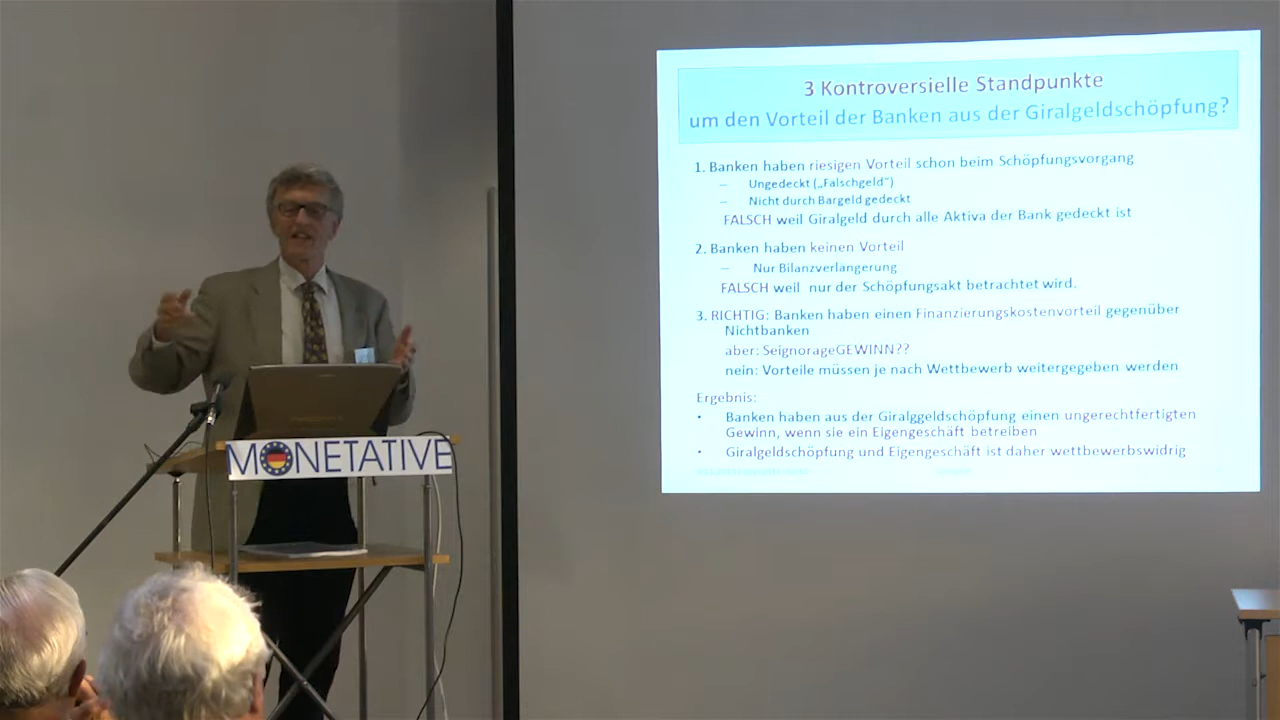 3 Kontroversielle Standpunkte
um den Vorteil der Banken aus der Giralgeldschöpfung?
1. Banken haben riesigen Vorteil schon beim Schöpfungsvorgang
– Ungedeckt („Falschgeld")
– Nicht durch Bargeld gedeckt
FALSCH weil Giralgeld durch alle Aktiva der Bank gedeckt ist
2. Banken haben keinen Vorteil
– Nur Bilanzverlängerung
FALSCH weil nur der Schöpfungsakt betrachtet wird.
3. RICHTIG: Banken haben einen Finanzierungskostenvorteil gegenüber
Nichtbanken
aber: SeignorageGEWINN??
nein: Vorteile müssen je nach Wettbewerb weitergegeben werden
Ergebnis:
• Banken haben aus der Giralggeldschöpfung einen ungerechtfertigten
Gewinn, wenn sie ein Eigengeschäft betreiben
• Giralgeldschöpfung und Eigengeschäft ist daher wettbewerbswidrig
MONETATIVE